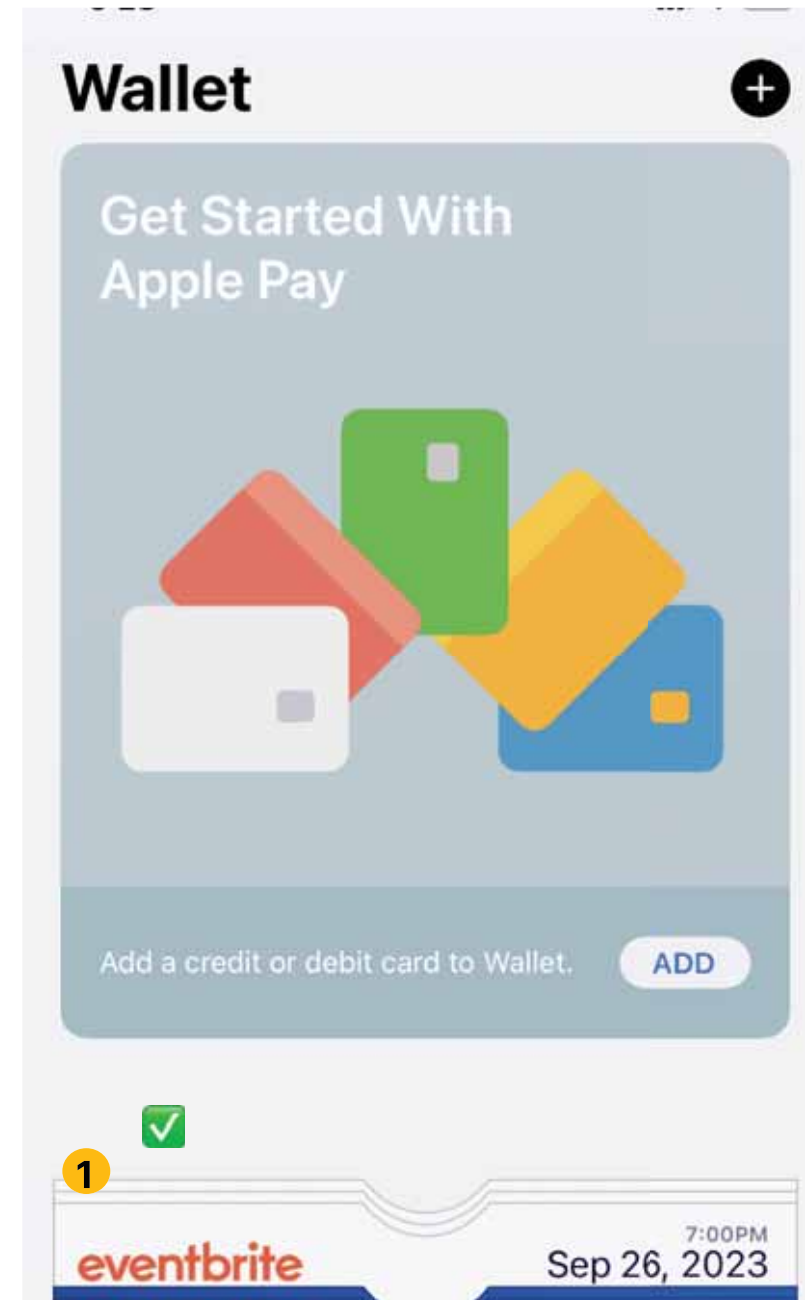 Wallet
Get Started With
Apple Pay
Add a credit or debit card to Wallet.
ADD
1
7:00PM
eventbrite
Sep 26, 2023